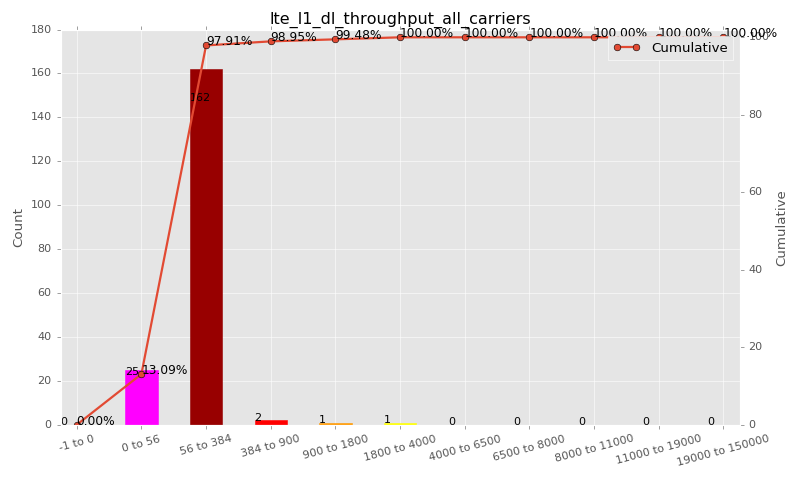 lte_l1_dl_throughput_all_carriers
180
160
140
120
100
80
60
40
20
0
Count
100
80
60
40
20
0
Cumulative
Cumulative
0.00%
13.09%
97.91%
98.95%
99.48%
100.00%
100.00%
100.00%
100.00%
100.00%
100.00%
0
25
162
2
1
1
0
0
0
0
0
-1 to 0
0 to 56
56 to 384
384 to 900
900 to 1800
1800 to 4000
4000 to 6500
6500 to 8000
8000 to 11000
11000 to 19000
19000 to 150000